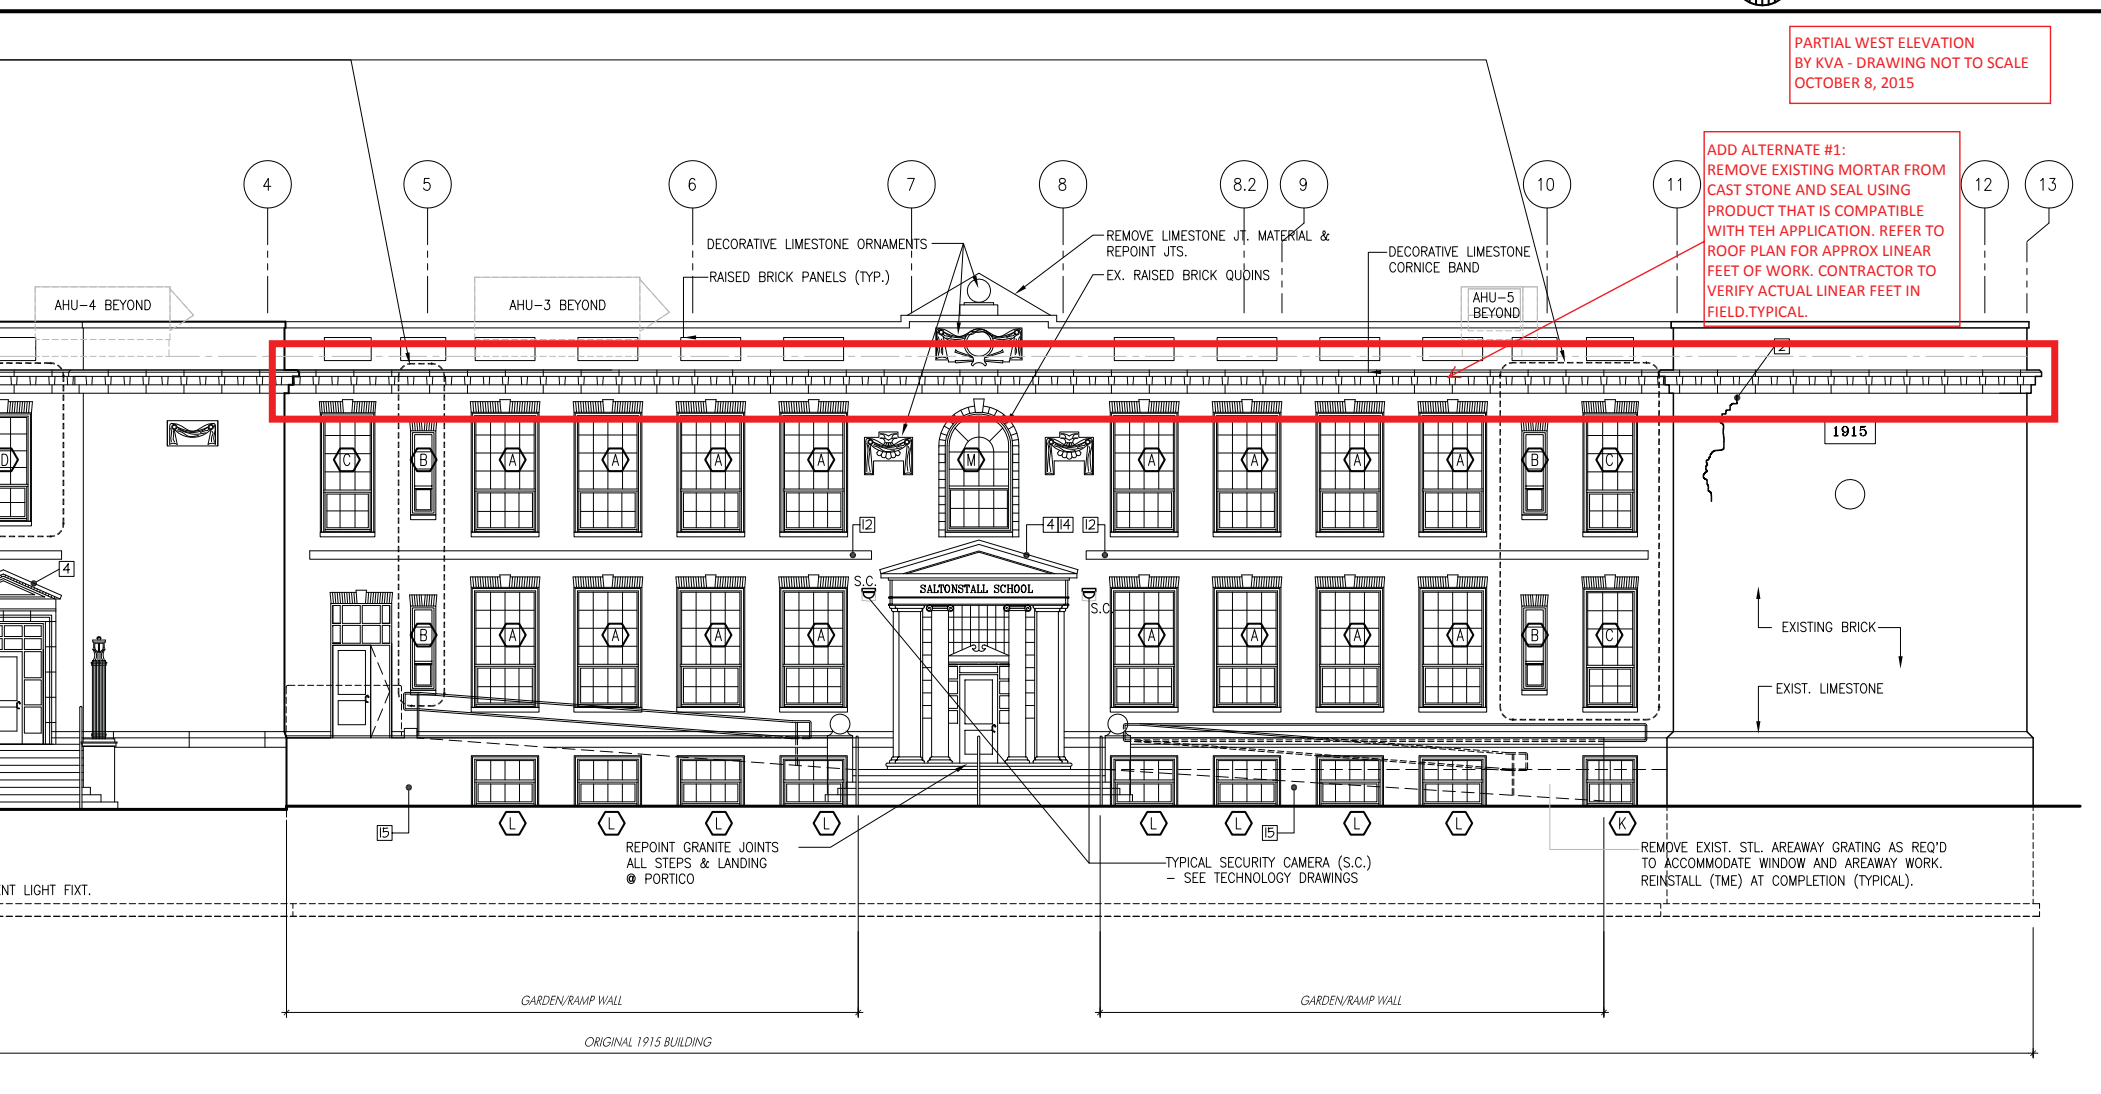 PARTIAL WEST ELEVATION
BY KVA - DRAWING NOT TO SCALE
OCTOBER 8, 2015
ADD ALTERNATE #1:
REMOVE EXISTING MORTAR FROM
CAST STONE AND SEAL USING
PRODUCT THAT IS COMPATIBLE
WITH TEH APPLICATION. REFER TO
ROOF PLAN FOR APPROX LINEAR
FEET OF WORK. CONTRACTOR TO
VERIFY ACTUAL LINEAR FEET IN
FIELD.TYPICAL.
4
5
6
7
8
8.2
9
10
11
12
13
DECORATIVE LIMESTONE ORNAMENTS
RAISED BRICK PANELS (TYP.)
REMOVE LIMESTONE JT. MATERIAL &
REPOINT JTS.
EX. RAISED BRICK QUOINS
DECORATIVE LIMESTONE
CORNICE BAND
AHU-4 BEYOND
AHU-3 BEYOND
AHU-5
BEYOND
2
1915
D
C
B
A
A
A
A
M
A
A
A
A
B
C
12
4 14
12
4
S.C.
SALTONSTALL SCHOOL
S.C.
B
A
A
A
A
A
A
A
A
B
C
EXISTING BRICK
EXIST. LIMESTONE
15
L
L
L
L
L
L
15
L
L
K
REPOINT GRANITE JOINTS
ALL STEPS & LANDING
@ PORTICO
TYPICAL SECURITY CAMERA (S.C.)
- SEE TECHNOLOGY DRAWINGS
REMOVE EXIST. STL. AREAWAY GRATING AS REQ'D
TO ACCOMMODATE WINDOW AND AREAWAY WORK.
REINSTALL (TME) AT COMPLETION (TYPICAL).
ENT LIGHT FIXT.
GARDEN/RAMP WALL
GARDEN/RAMP WALL
ORIGINAL 1915 BUILDING